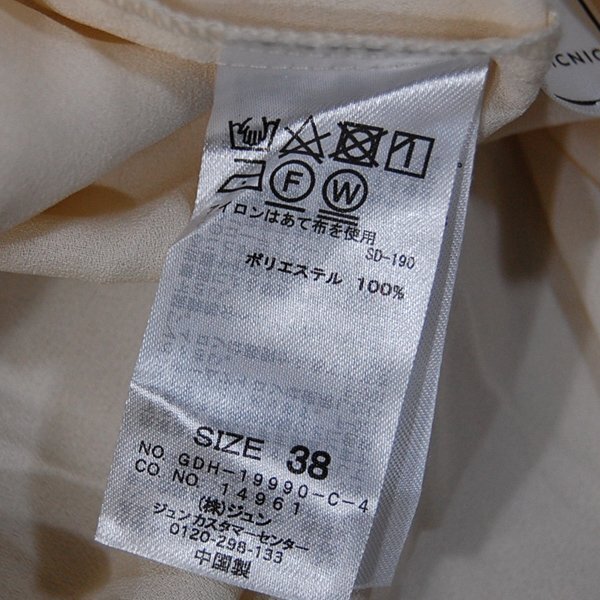 CNIC
F W
アイロンはあて布を使用
SD-190
ポリエステル 100%
SIZE 38
NO. GDH-19990-C-4
CO. NO. 14961
(株)ジュン
ジュンカスタマーセンター
0120-298-133
中国製